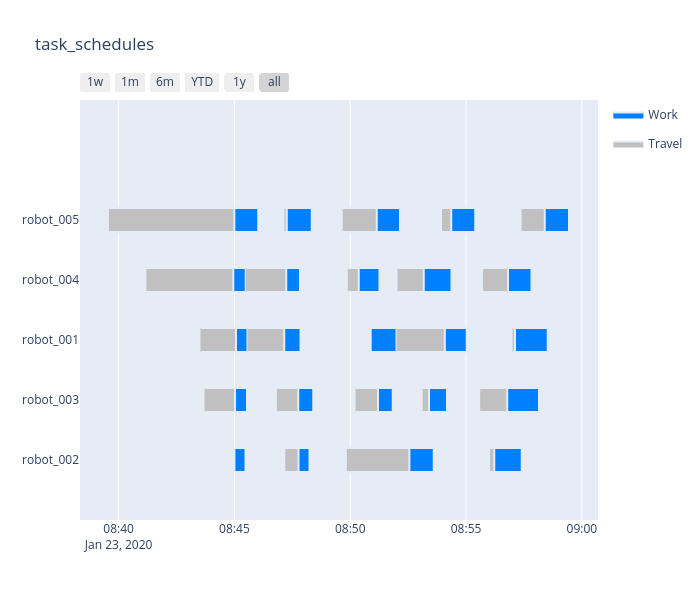 task_schedules
1w 1m 6m YTD 1y all
Work
Travel
robot_005
robot_004
robot_001
robot_003
robot_002
08:40 08:45 08:50 08:55 09:00
Jan 23, 2020